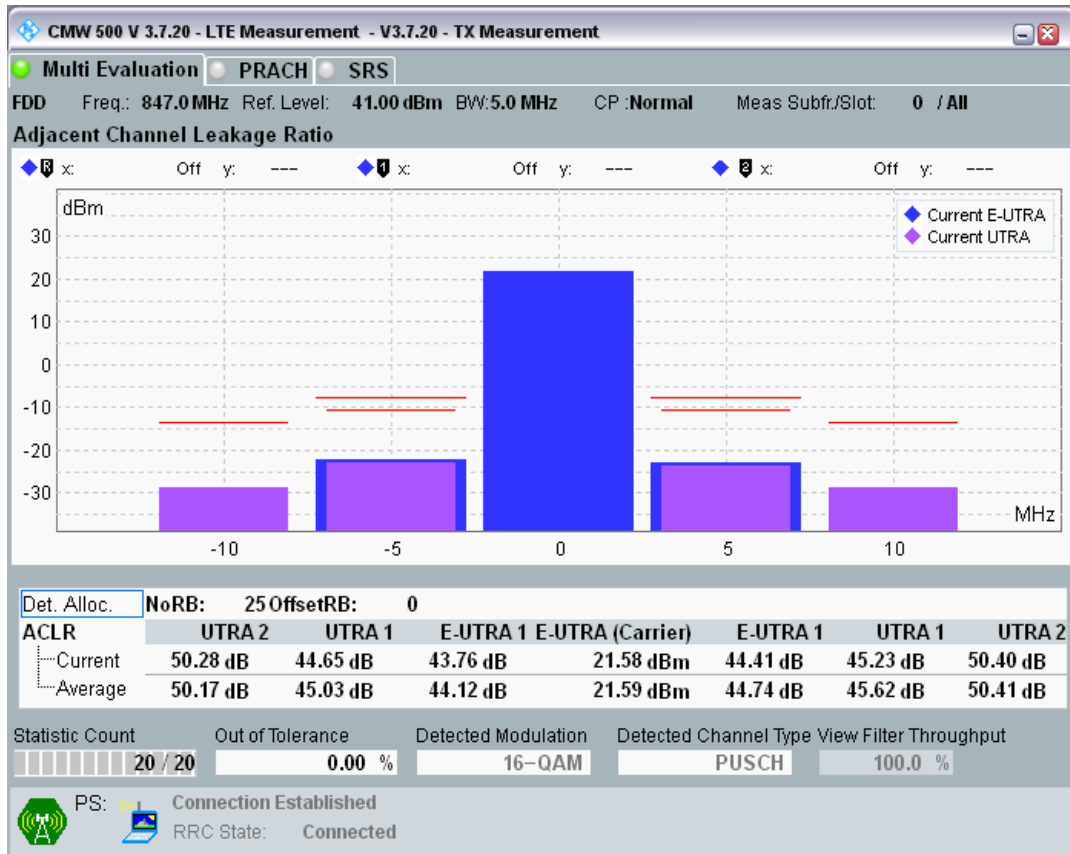 CMW 500 V 3.7.20 - LTE Measurement - V3.7.20 - TX Measurement
Multi Evaluation PRACH SRS
FDD Freq.: 847.0 MHz Ref. Level: 41.00 dBm BW:5.0 MHz CP :Normal Meas Subfr./Slot: 0 / All
Adjacent Channel Leakage Ratio
R x: Off y: --- 1 x: Off y: --- 2 x: Off y: ---
dBm
Current E-UTRA
Current UTRA
30
20
10
0
-10
-20
-30
MHz
-10 -5 0 5 10
Det. Alloc. NoRB: 25 OffsetRB: 0
ACLR UTRA 2 UTRA 1 E-UTRA 1 E-UTRA (Carrier) E-UTRA 1 UTRA 1 UTRA 2
Current 50.28 dB 44.65 dB 43.76 dB 21.58 dBm 44.41 dB 45.23 dB 50.40 dB
Average 50.17 dB 45.03 dB 44.12 dB 21.59 dBm 44.74 dB 45.62 dB 50.41 dB
Statistic Count Out of Tolerance Detected Modulation Detected Channel Type View Filter Throughput
20 / 20 0.00 % 16-QAM PUSCH 100.0 %
PS: Connection Established
RRC State: Connected